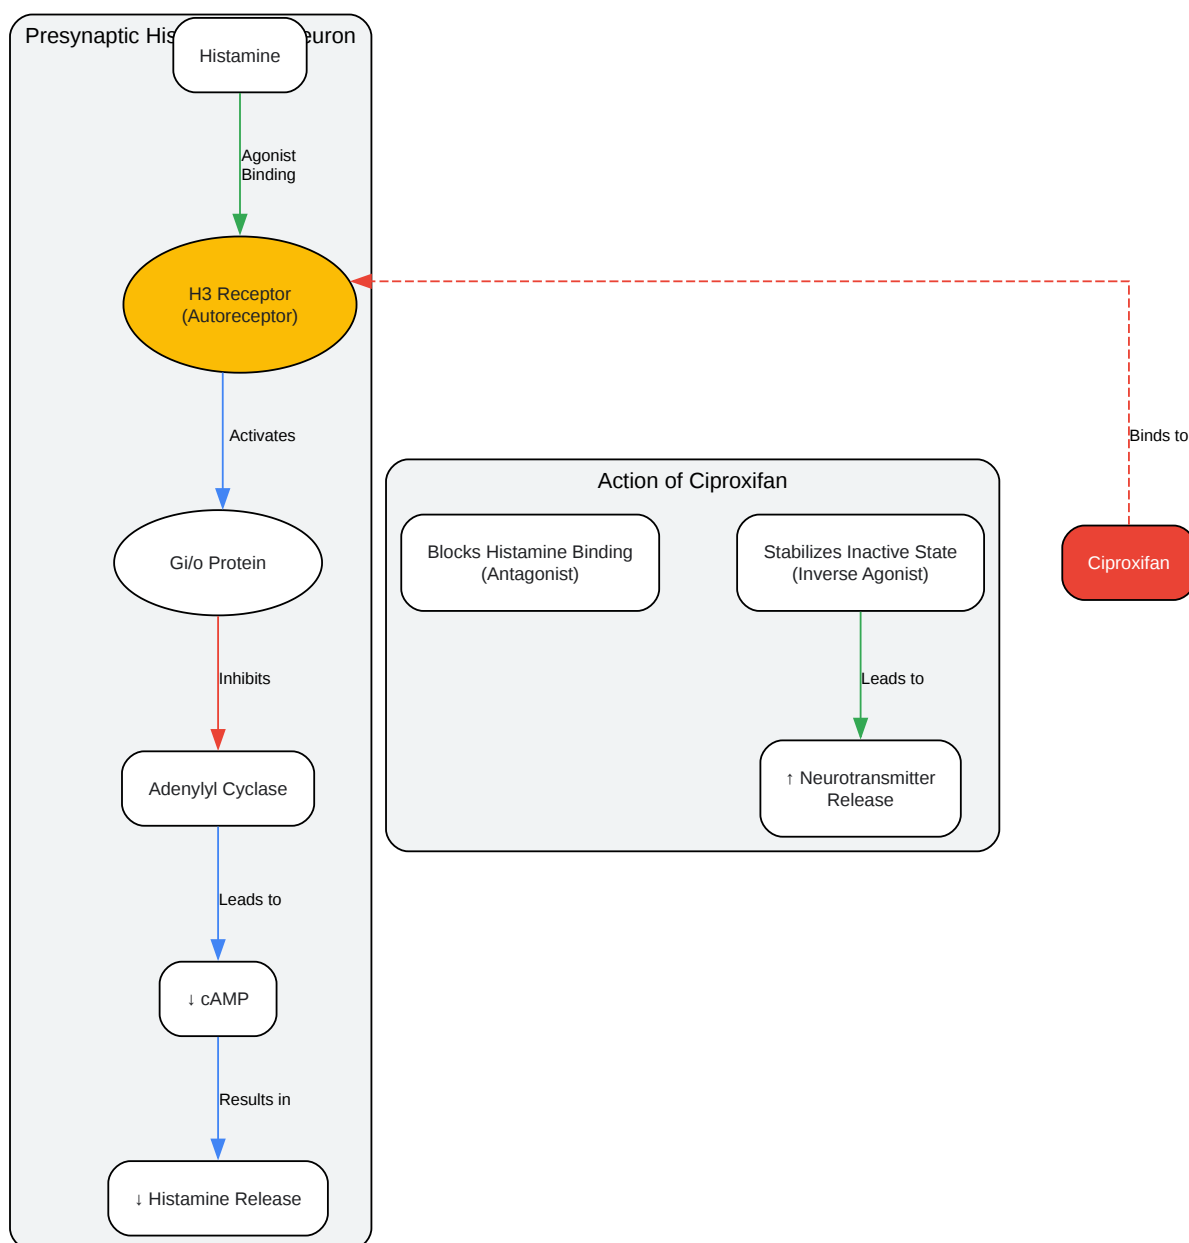 Presynaptic
Histamine
Agonist
Binding
H3 Receptor
(Autoreceptor)
Activates
Binds to
Action of Ciproxifan
Blocks Histamine Binding
(Antagonist)
Stabilizes Inactive State
(Inverse Agonist)
Ciproxifan
Gi/o Protein
Inhibits
Leads to
Adenylyl Cyclase
↑ Neurotransmitter
Release
Leads to
↓ cAMP
Results in
↓ Histamine Release